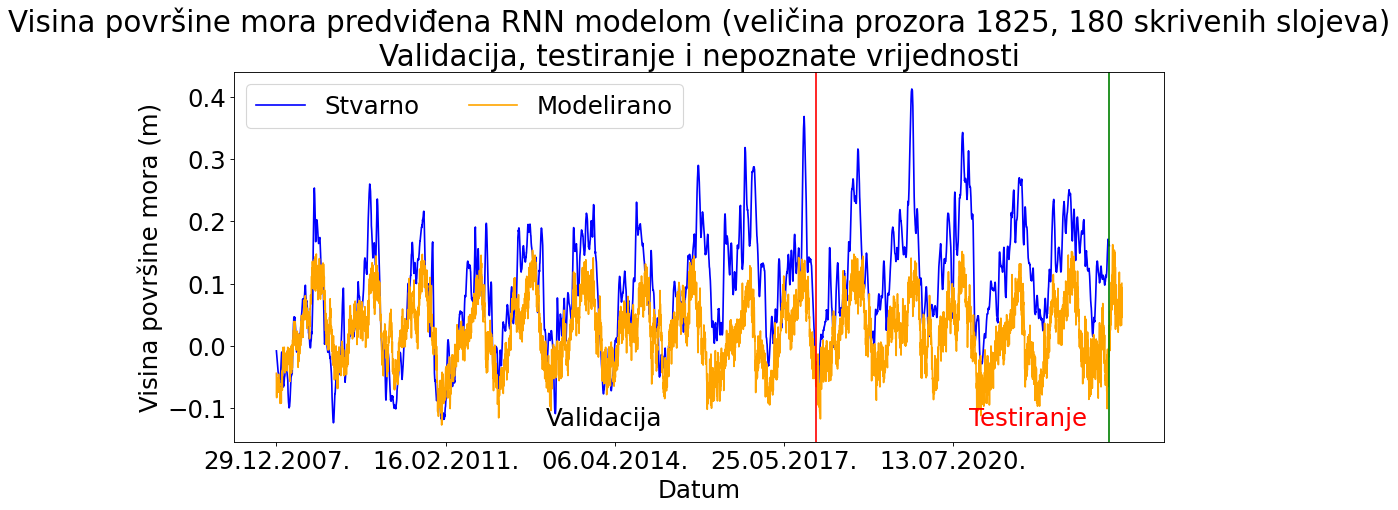 Visina površine mora predviđena RNN modelom (veličina prozora 1825, 180 skrivenih slojeva)
Validacija, testiranje i nepoznate vrijednosti
Stvarno Modelirano
Visina površine mora (m)
0.4
0.3
0.2
0.1
0.0
−0.1
Validacija Testiranje
29.12.2007. 16.02.2011. 06.04.2014. 25.05.2017. 13.07.2020.
Datum